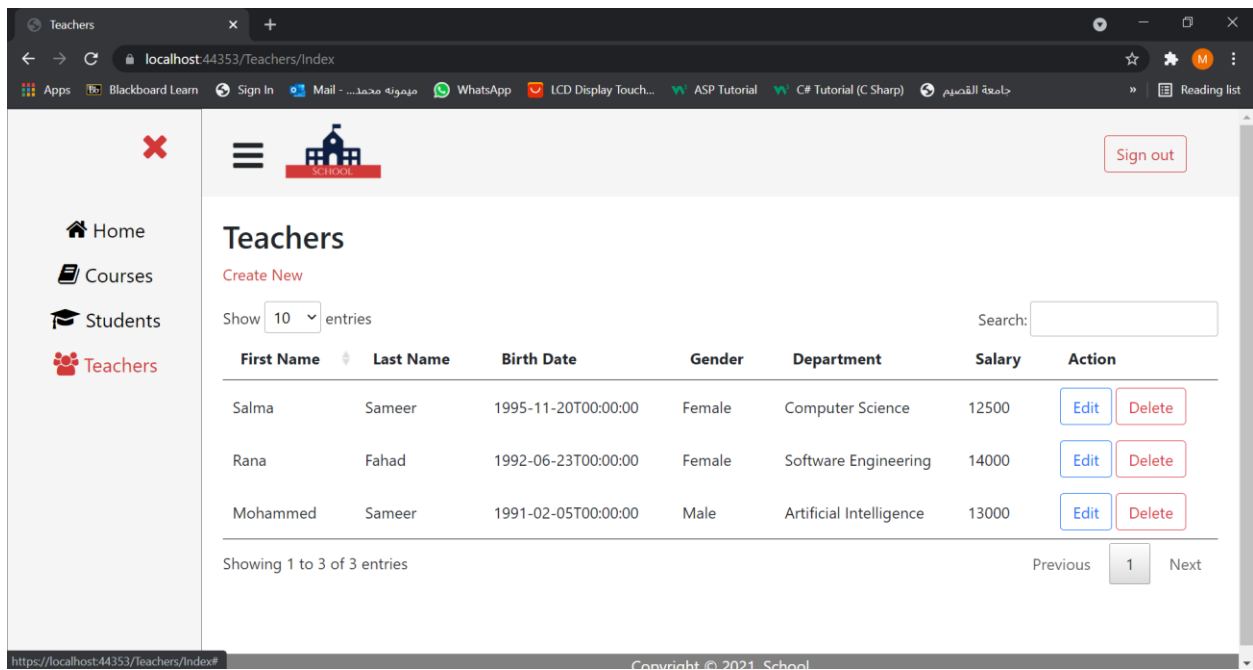 Teachers
localhost:44353/Teachers/Index
M
Apps Blackboard Learn Sign In Mail - ...ميمونه محمد WhatsApp LCD Display Touch... ASP Tutorial C# Tutorial (C Sharp) جامعة القصيم » Reading list
SCHOOL
Sign out
Home
Courses
Students
Teachers
Teachers
Create New
Show 10 entries Search:
First Name Last Name Birth Date Gender Department Salary Action
Salma Sameer 1995-11-20T00:00:00 Female Computer Science 12500 Edit Delete
Rana Fahad 1992-06-23T00:00:00 Female Software Engineering 14000 Edit Delete
Mohammed Sameer 1991-02-05T00:00:00 Male Artificial Intelligence 13000 Edit Delete
Showing 1 to 3 of 3 entries Previous 1 Next
https://localhost:44353/Teachers/Index#
Copyright © 2021, School